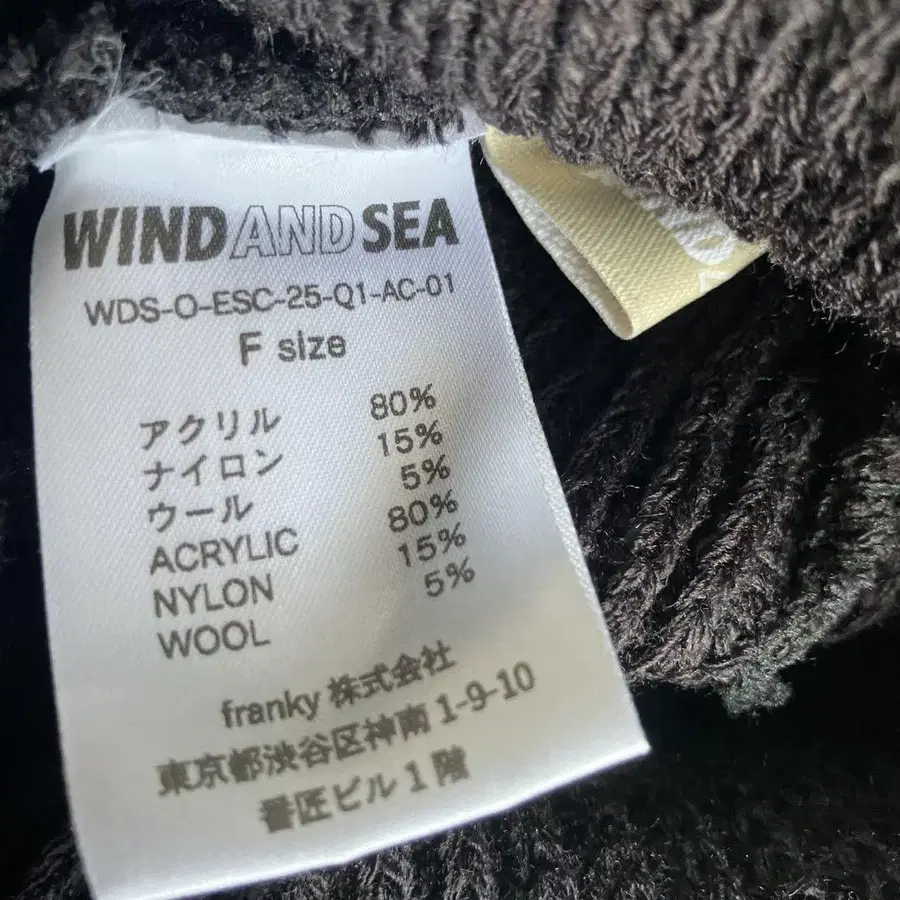 WIND AND SEA
WDS-O-ESC-25-Q1-AC-01
F size
アクリル 80%
ナイロン 15%
ウール 5%
ACRYLIC 80%
NYLON 15%
WOOL 5%
franky 株式会社
東京都渋谷区神南 1-9-10
番匠ビル 1 階